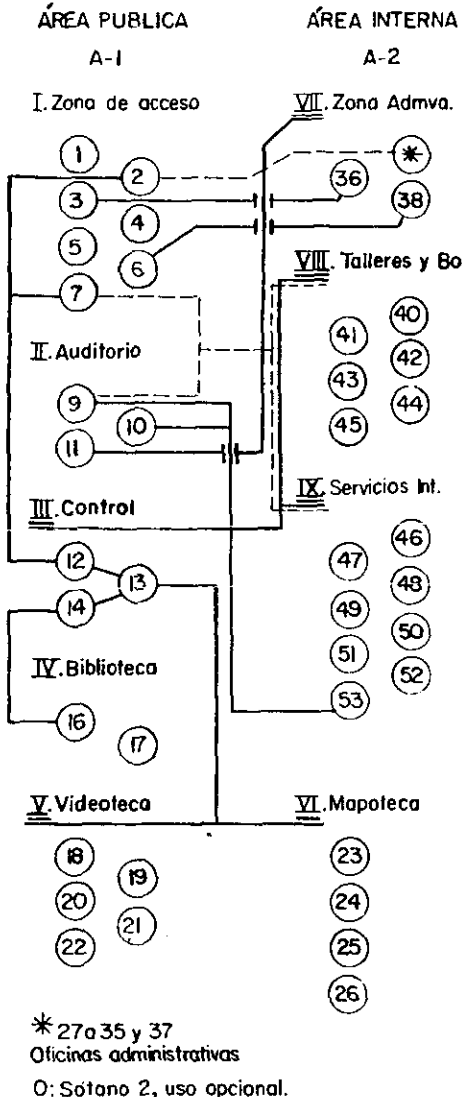 ÁREA PUBLICA
A-1
I. Zona de acceso
1
2
3
4
5
6
7
II. Auditorio
9
10
11
III. Control
12
13
14
IV. Biblioteca
16
17
V. Videoteca
18
19
20
21
22
ÁREA INTERNA
A-2
VII. Zona Admva.
*
36
38
VIII. Talleres y Bo
40
41
42
43
44
45
IX. Servicios Int.
46
47
48
49
50
51
52
53
VI. Mapoteca
23
24
25
26
* 27a 35 y 37
Oficinas administrativas
O: Sótano 2, uso opcional.